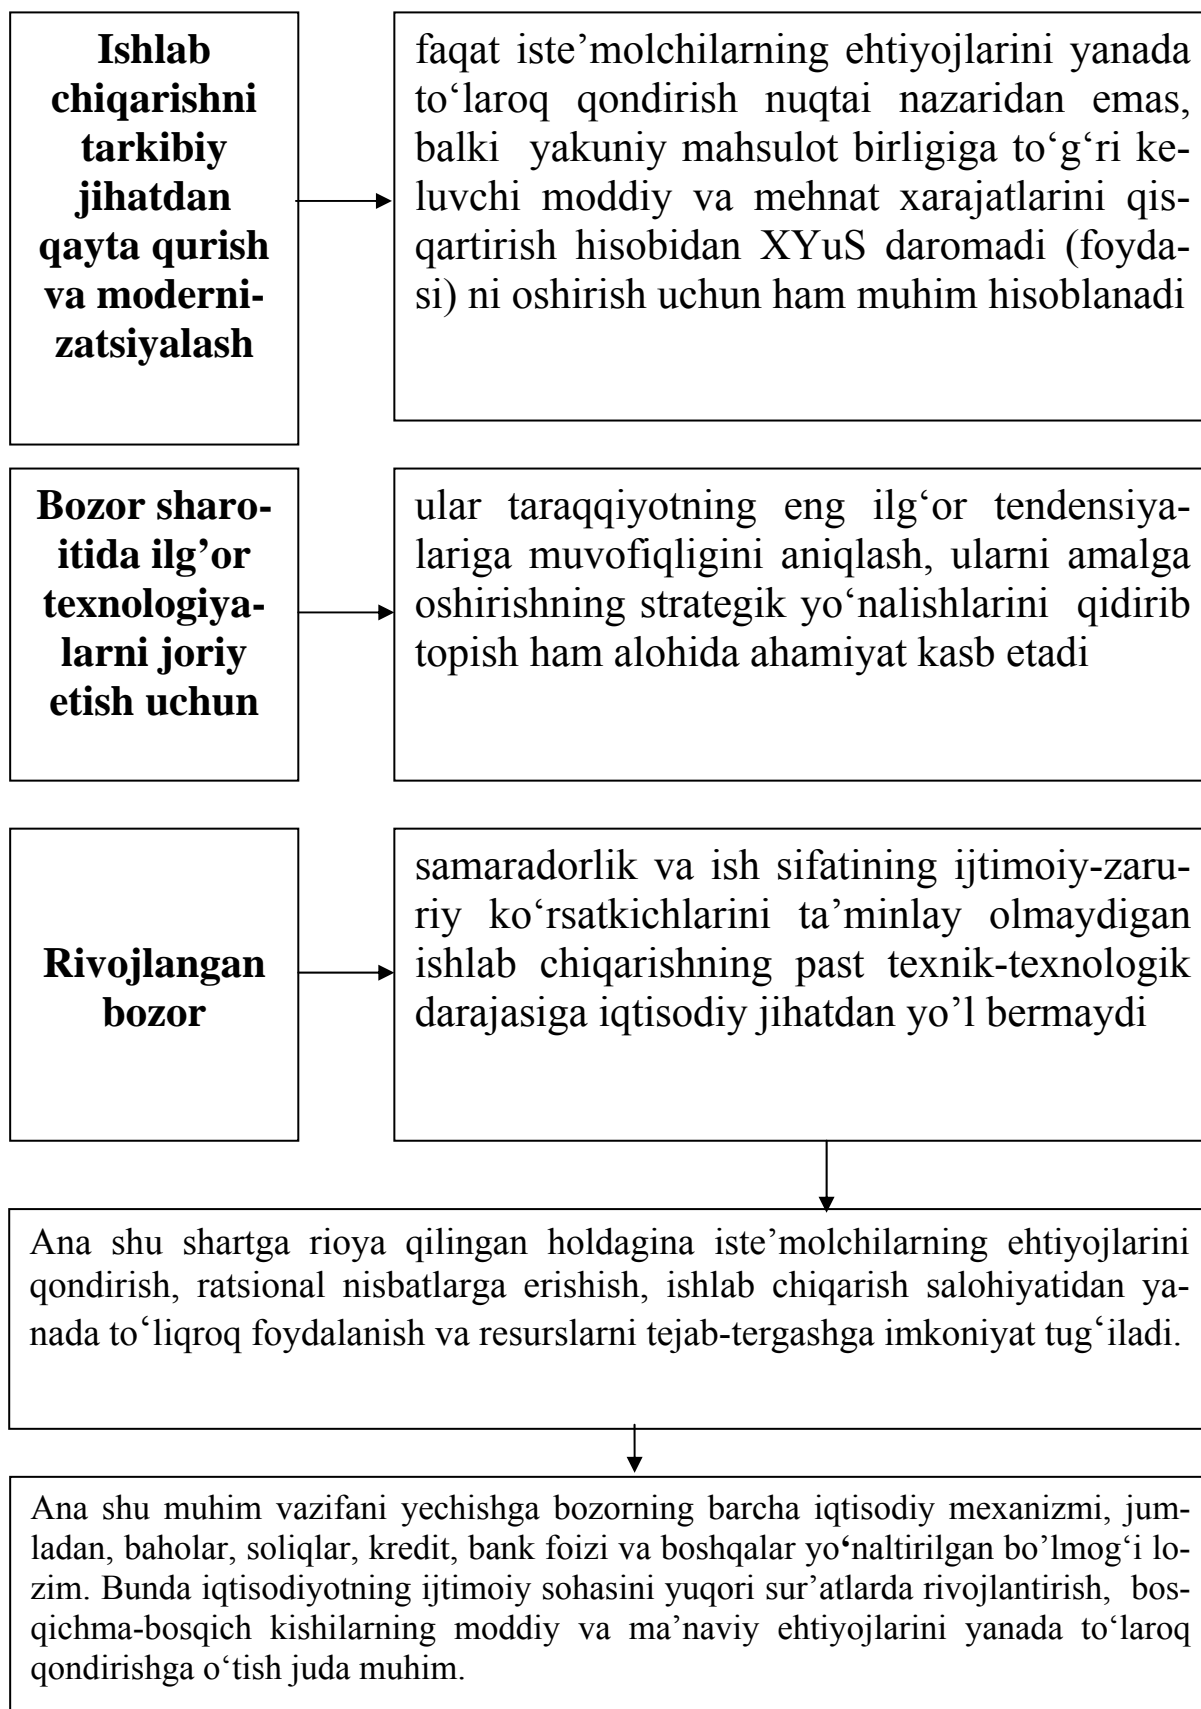 Ishlab
chiqarishni
tarkibiy
jihatdan
qayta qurish
va moderni-
zatsiyalash
faqat iste’molchilarning ehtiyojlarini yanada
to‘laroq qondirish nuqtai nazaridan emas,
balki yakuniy mahsulot birligiga to‘g‘ri ke-
luvchi moddiy va mehnat xarajatlarini qis-
qartirish hisobidan XYuS daromadi (foyda-
si) ni oshirish uchun ham muhim hisoblanadi
Bozor sharo-
itida ilg’or
texnologiya-
larni joriy
etish uchun
ular taraqqiyotning eng ilg‘or tendensiya-
lariga muvofiqligini aniqlash, ularni amalga
oshirishning strategik yo‘nalishlarini qidirib
topish ham alohida ahamiyat kasb etadi
Rivojlangan
bozor
samaradorlik va ish sifatining ijtimoiy-zaru-
riy ko‘rsatkichlarini ta’minlay olmaydigan
ishlab chiqarishning past texnik-texnologik
darajasiga iqtisodiy jihatdan yo’l bermaydi
Ana shu shartga rioya qilingan holdagina iste’molchilarning ehtiyojlarini
qondirish, ratsional nisbatlarga erishish, ishlab chiqarish salohiyatidan ya-
nada to‘liqroq foydalanish va resurslarni tejab-tergashga imkoniyat tug‘iladi.
Ana shu muhim vazifani yechishga bozorning barcha iqtisodiy mexanizmi, jum-
ladan, baholar, soliqlar, kredit, bank foizi va boshqalar yo‘naltirilgan bo’lmog‘i lo-
zim. Bunda iqtisodiyotning ijtimoiy sohasini yuqori sur’atlarda rivojlantirish, bos-
qichma-bosqich kishilarning moddiy va ma’naviy ehtiyojlarini yanada to‘laroq
qondirishga o‘tish juda muhim.